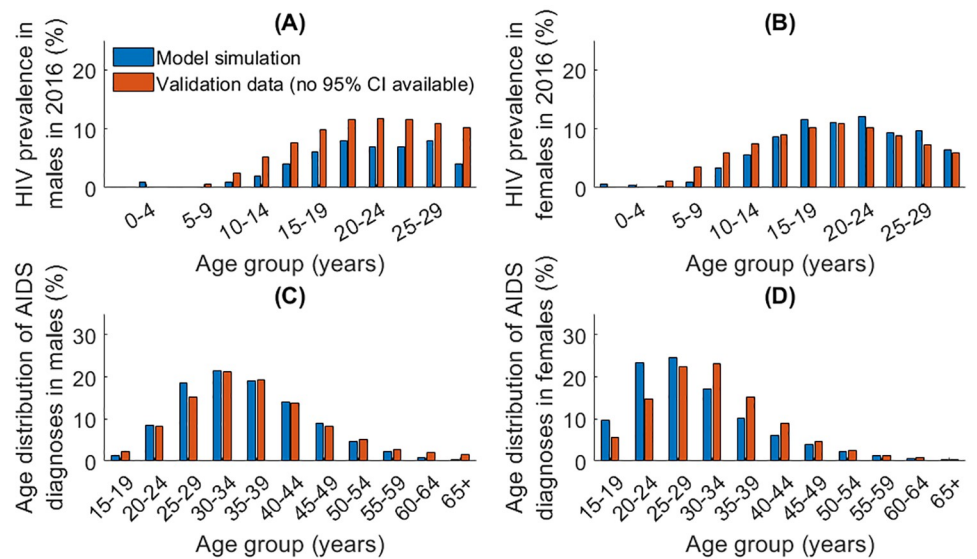 (A)
HIV prevalence in
males in 2016 (%)
20
10
0
Model simulation
Validation data (no 95% CI available)
0-4
5-9
10-14
15-19
20-24
25-29
Age group (years)
(B)
HIV prevalence in
females in 2016 (%)
20
10
0
0-4
5-9
10-14
15-19
20-24
25-29
Age group (years)
(C)
Age distribution of AIDS
diagnoses in males (%)
30
20
10
0
15-19
20-24
25-29
30-34
35-39
40-44
45-49
50-54
55-59
60-64
65+
Age group (years)
(D)
Age distribution of AIDS
diagnoses in females (%)
30
20
10
0
15-19
20-24
25-29
30-34
35-39
40-44
45-49
50-54
55-59
60-64
65+
Age group (years)